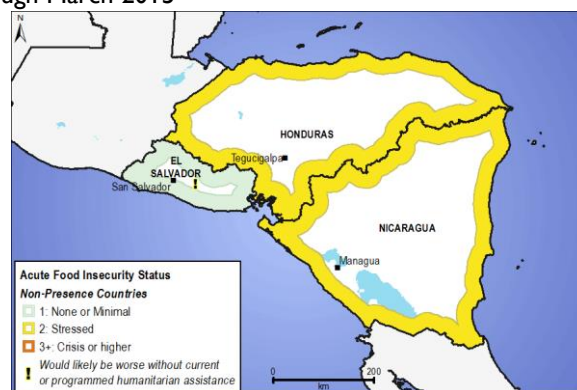 ugh March 2015
N
HONDURAS
Tegucigalpa
EL
SALVADOR
San Salvador
!
NICARAGUA
Managua
Acute Food Insecurity Status
Non-Presence Countries
1: None or Minimal
2: Stressed
3+: Crisis or higher
! Would likely be worse without current
or programmed humanitarian assistance
0 200
km